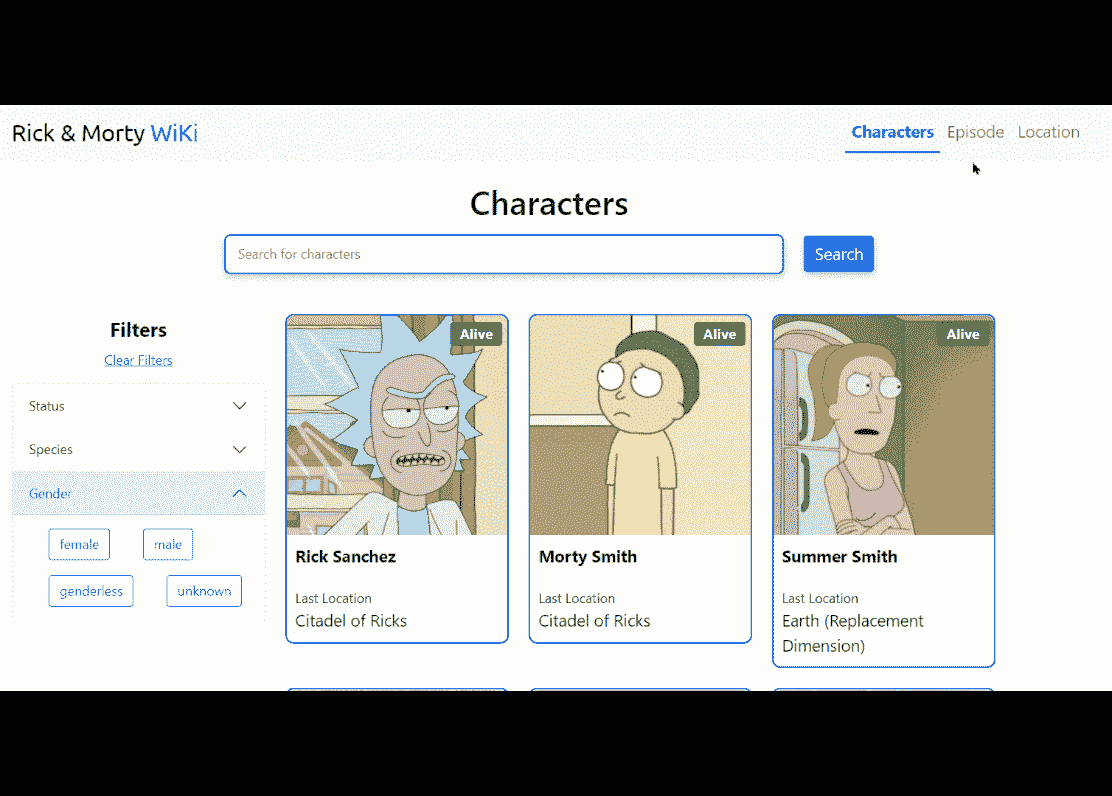 Rick & Morty WiKi
Characters Episode Location
Characters
Search for characters
Search
Filters
Clear Filters
Status
Species
Gender
female
male
genderless
unknown
Alive
Rick Sanchez
Last Location
Citadel of Ricks
Alive
Morty Smith
Last Location
Citadel of Ricks
Alive
Summer Smith
Last Location
Earth (Replacement
Dimension)